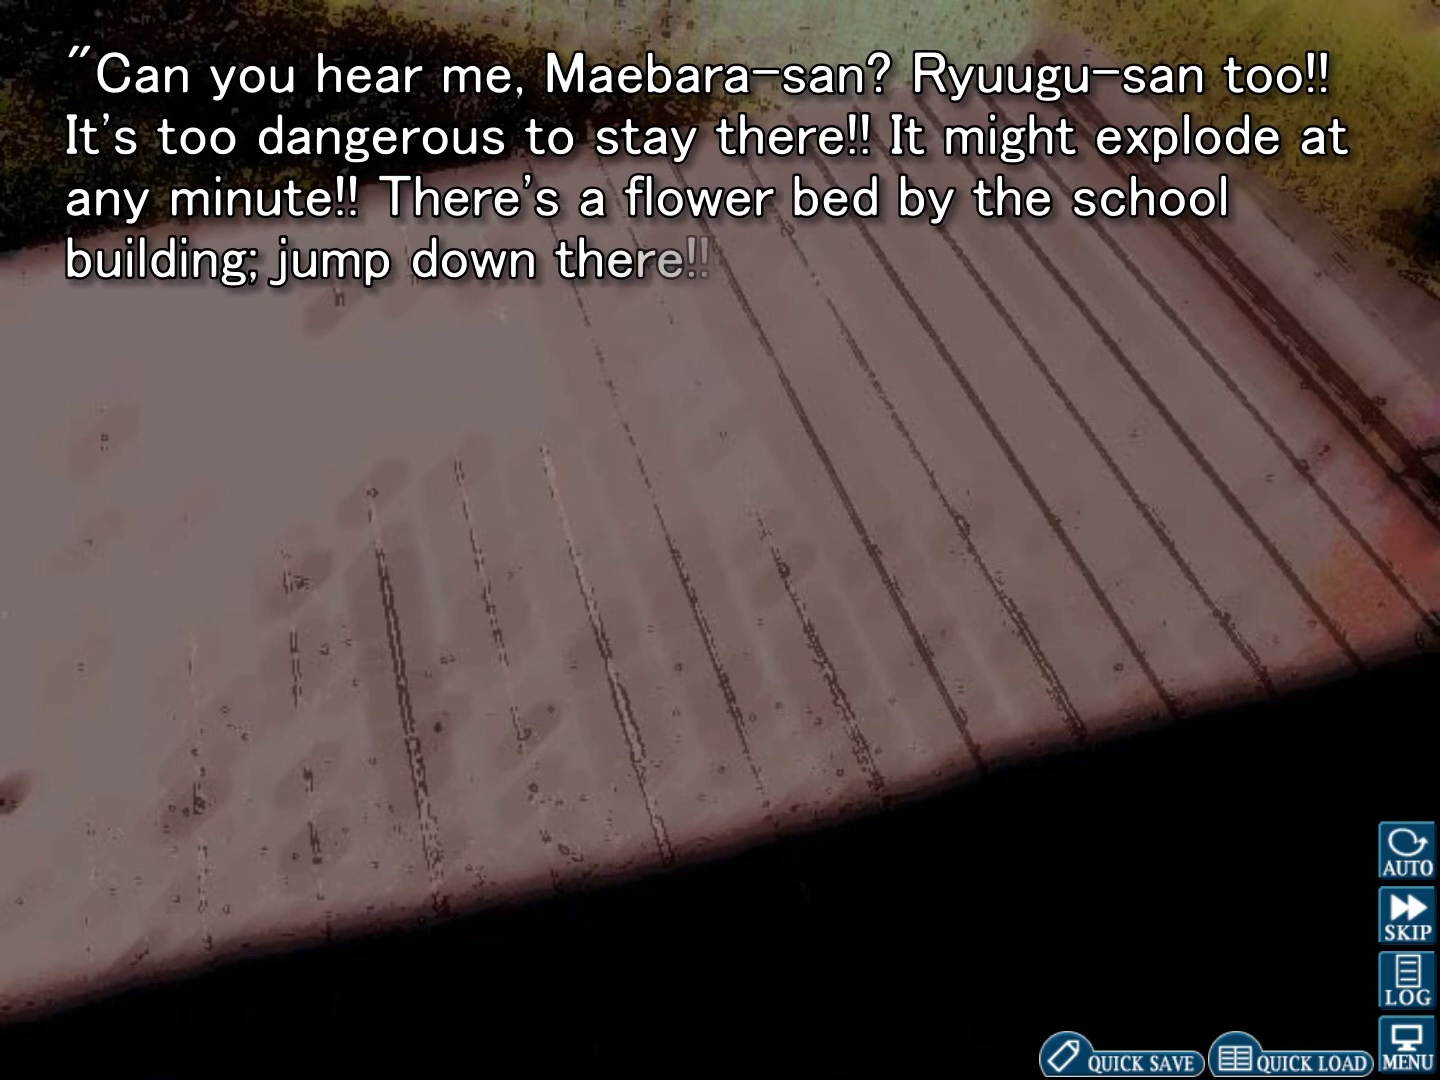 "Can you hear me, Maebara-san? Ryuugu-san too!!
It's too dangerous to stay there!! It might explode at
any minute!! There's a flower bed by the school
building; jump down there!!
AUTO
SKIP
LOG
MENU
QUICK SAVE
QUICK LOAD